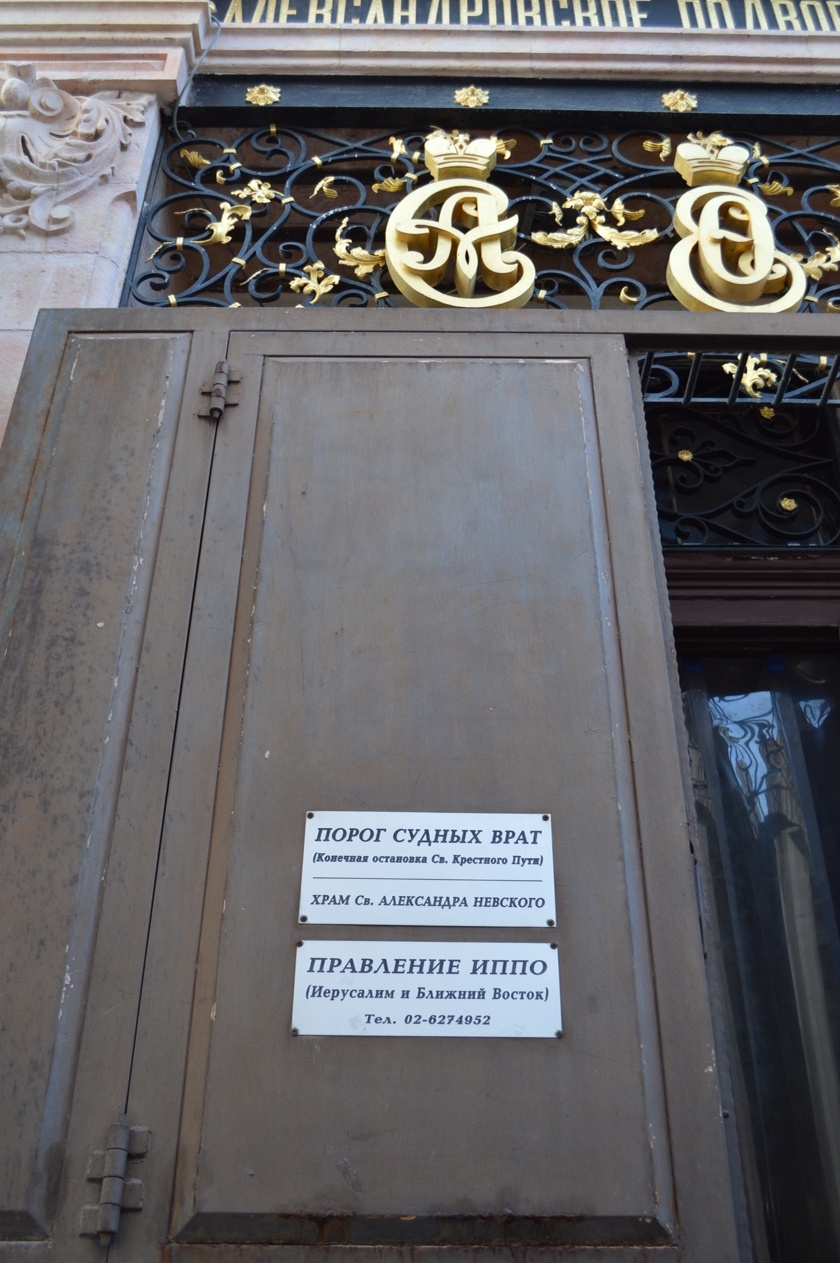 АЛЕКСАНДРОВСКОЕ ПОДВОР
ПОРОГ СУДНЫХ ВРАТ
(Конечная остановка Св. Крестного Пути)
ХРАМ Св. АЛЕКСАНДРА НЕВСКОГО
ПРАВЛЕНИЕ ИППО
(Иерусалим и Ближний Восток)
Тел. 02-6274952